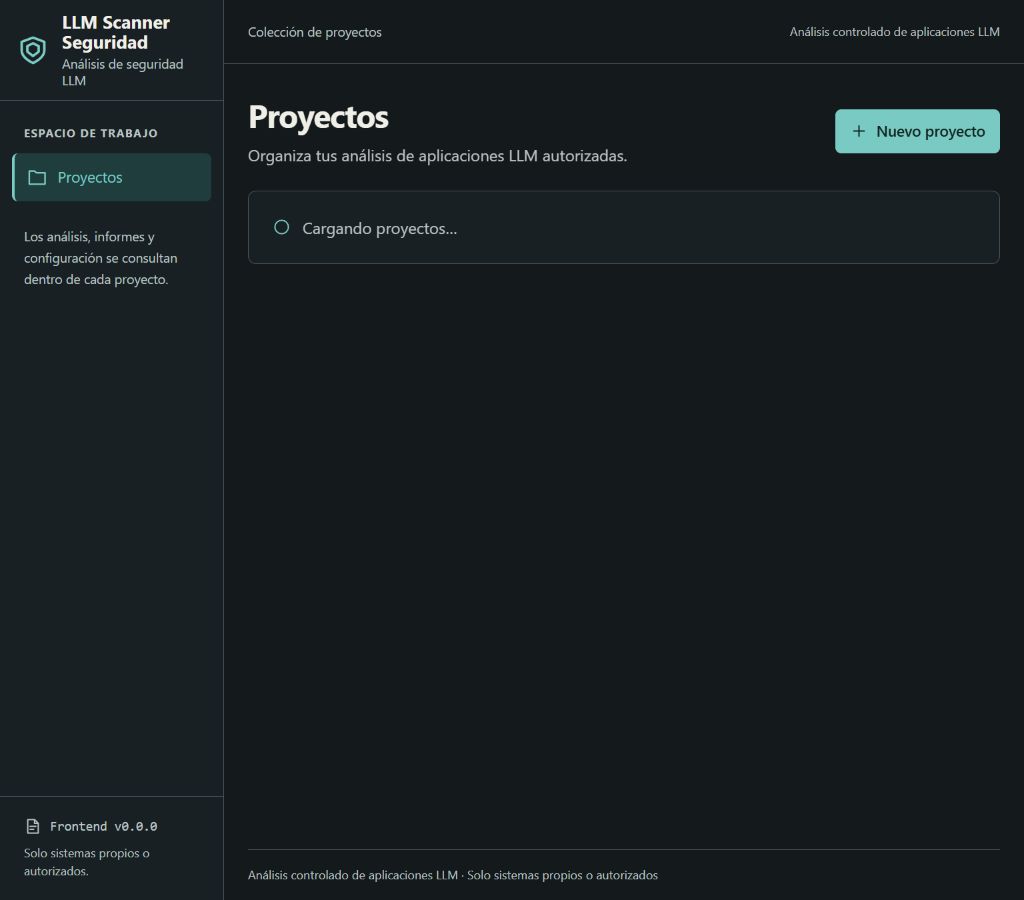 LLM Scanner
Seguridad
Análisis de seguridad
LLM
ESPACIO DE TRABAJO
Proyectos
Los análisis, informes y
configuración se consultan
dentro de cada proyecto.
Frontend v0.0.0
Solo sistemas propios o
autorizados.
Colección de proyectos
Análisis controlado de aplicaciones LLM
Proyectos
Organiza tus análisis de aplicaciones LLM autorizadas.
Nuevo proyecto
Cargando proyectos...
Análisis controlado de aplicaciones LLM · Solo sistemas propios o autorizados